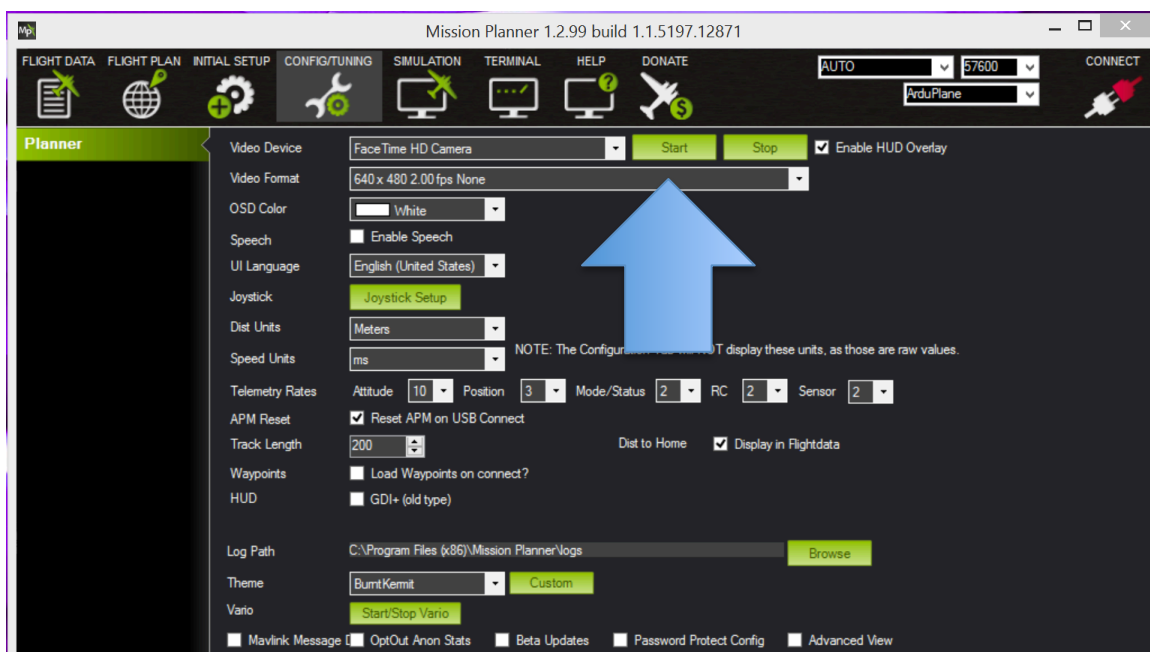 Mp
Mission Planner 1.2.99 build 1.1.5197.12871
FLIGHT DATA FLIGHT PLAN INITIAL SETUP CONFIG/TUNING SIMULATION TERMINAL HELP DONATE AUTO 57600 CONNECT
ArduPlane
Planner
Video Device FaceTime HD Camera Start Stop Enable HUD Overlay
Video Format 640 x 480 2.00 fps None
OSD Color White
Speech Enable Speech
UI Language English (United States)
Joystick Joystick Setup
Dist Units Meters
NOTE: The Configur T display these units, as those are raw values.
Speed Units ms
Telemetry Rates Attitude 10 Position 3 Mode/Status 2 RC 2 Sensor 2
APM Reset Reset APM on USB Connect
Track Length 200 Dist to Home Display in Flightdata
Waypoints Load Waypoints on connect?
HUD GDI+ (old type)
Log Path C:\Program Files (x86)\Mission Planner\logs Browse
Theme BurntKermit Custom
Vario Start/Stop Vario
Mavlink Message OptOut Anon Stats Beta Updates Password Protect Config Advanced View